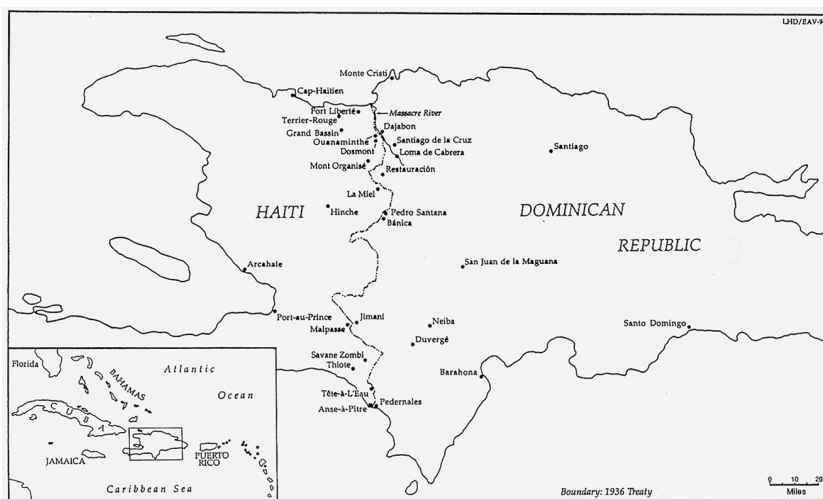 LHD/EAV-9
Monte Cristi
Cap-Haïtien
Fort Liberté
Massacre River
Terrier-Rouge
Dajabon
Grand Bassin
Ouanaminthe
Santiago de la Cruz
Dosmont
Loma de Cabrera
Santiago
Mont Organisé
Restauración
La Miel
HAITI
Hinche
Pedro Santana
Bánica
DOMINICAN
REPUBLIC
Arcahaie
San Juan de la Maguana
Port-au-Prince
Jimaní
Malpasse
Neiba
Santo Domingo
Duvergé
Savane Zombi
Thiote
Barahona
Tête-à-L'Eau
Anse-à-Pitre
Pedernales
Florida
BAHAMAS
Atlantic
Ocean
CUBA
JAMAICA
PUERTO
RICO
Caribbean Sea
Boundary: 1936 Treaty
0 10 20
Miles